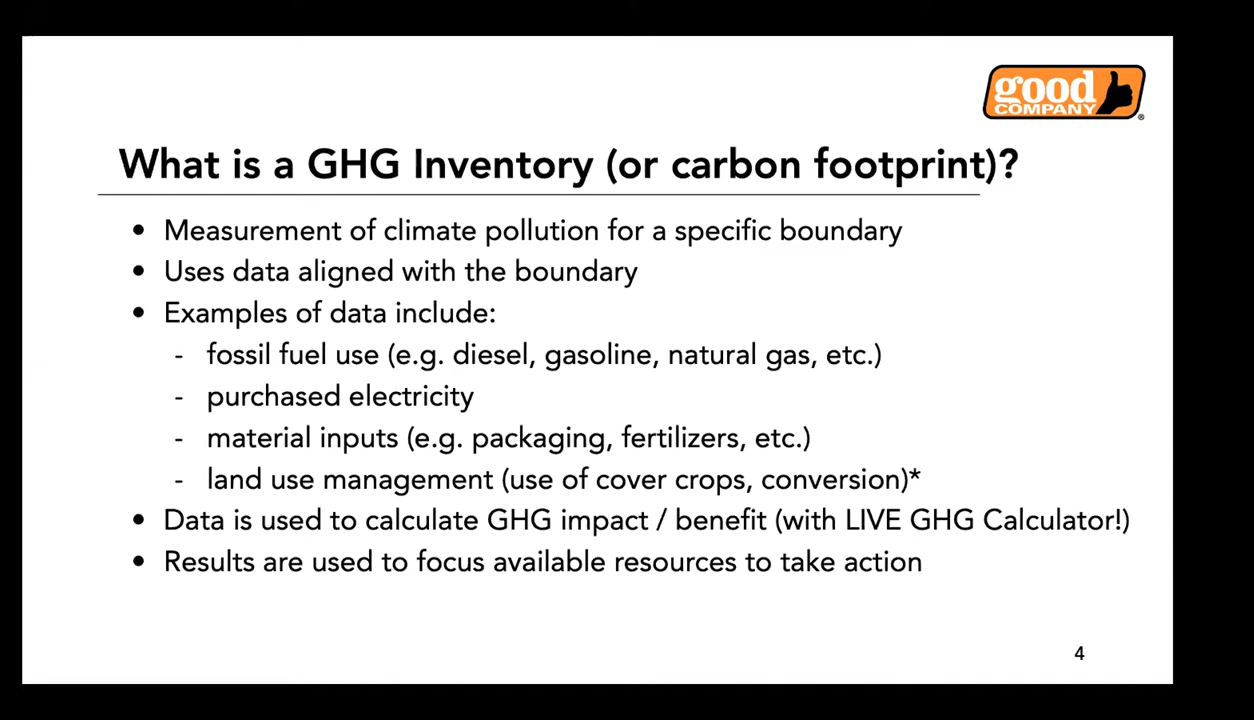 good
COMPANY
®
What is a GHG Inventory (or carbon footprint)?
• Measurement of climate pollution for a specific boundary
• Uses data aligned with the boundary
• Examples of data include:
- fossil fuel use (e.g. diesel, gasoline, natural gas, etc.)
- purchased electricity
- material inputs (e.g. packaging, fertilizers, etc.)
- land use management (use of cover crops, conversion)*
• Data is used to calculate GHG impact / benefit (with LIVE GHG Calculator!)
• Results are used to focus available resources to take action
4